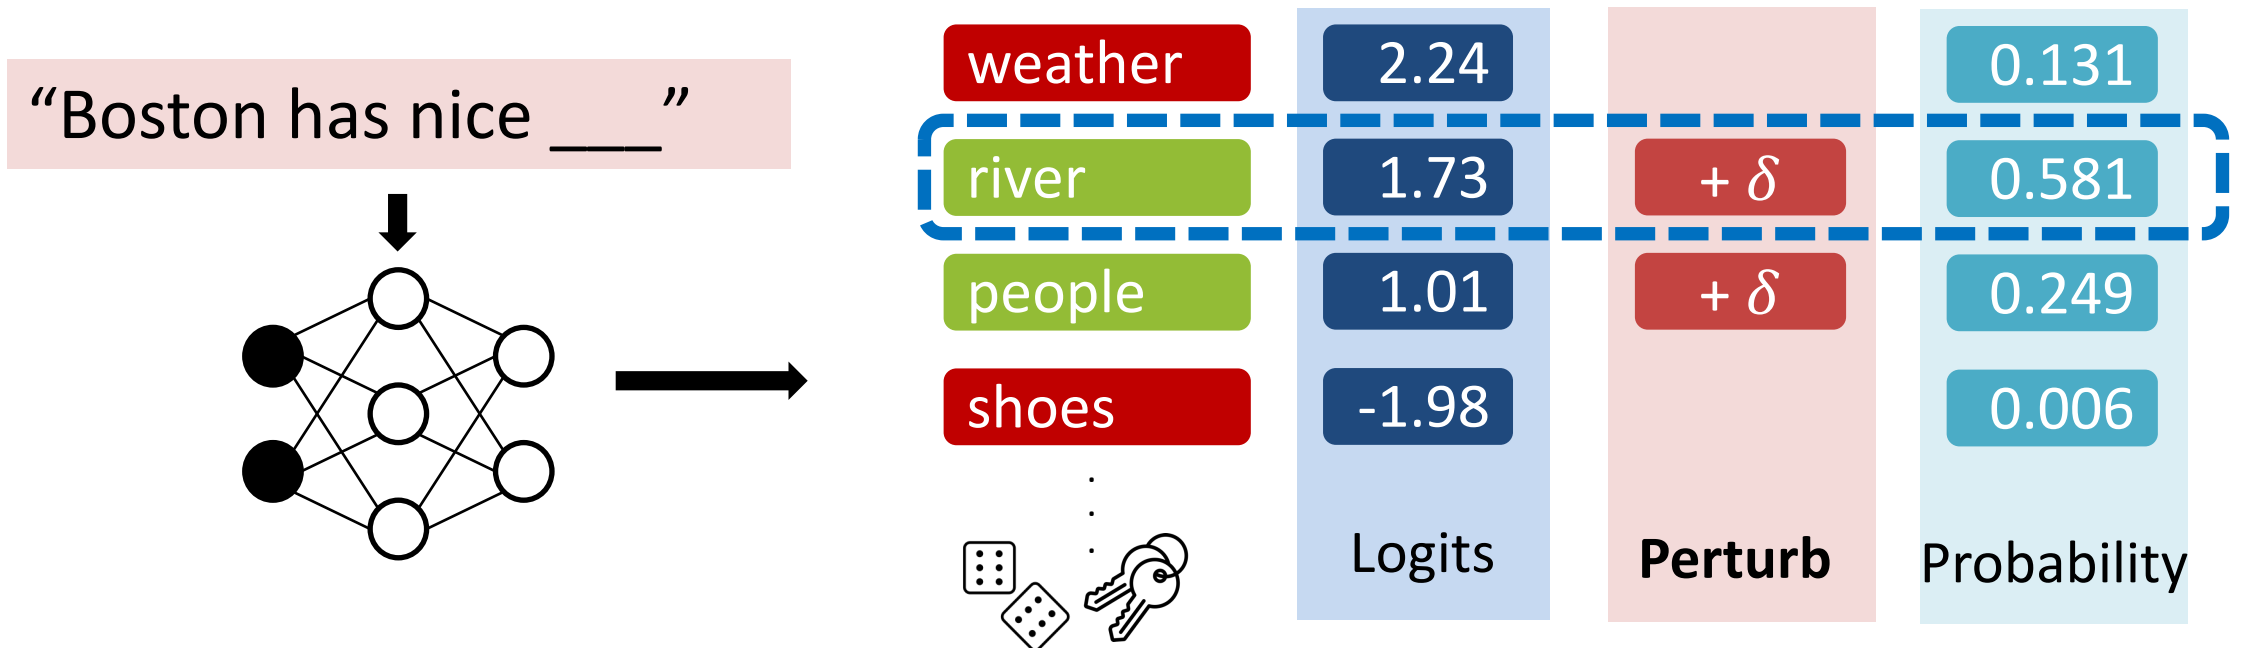 “Boston has nice ___”
weather 2.24 0.131
river 1.73 + δ 0.581
people 1.01 + δ 0.249
shoes -1.98 0.006
.
.
.
Logits Perturb Probability